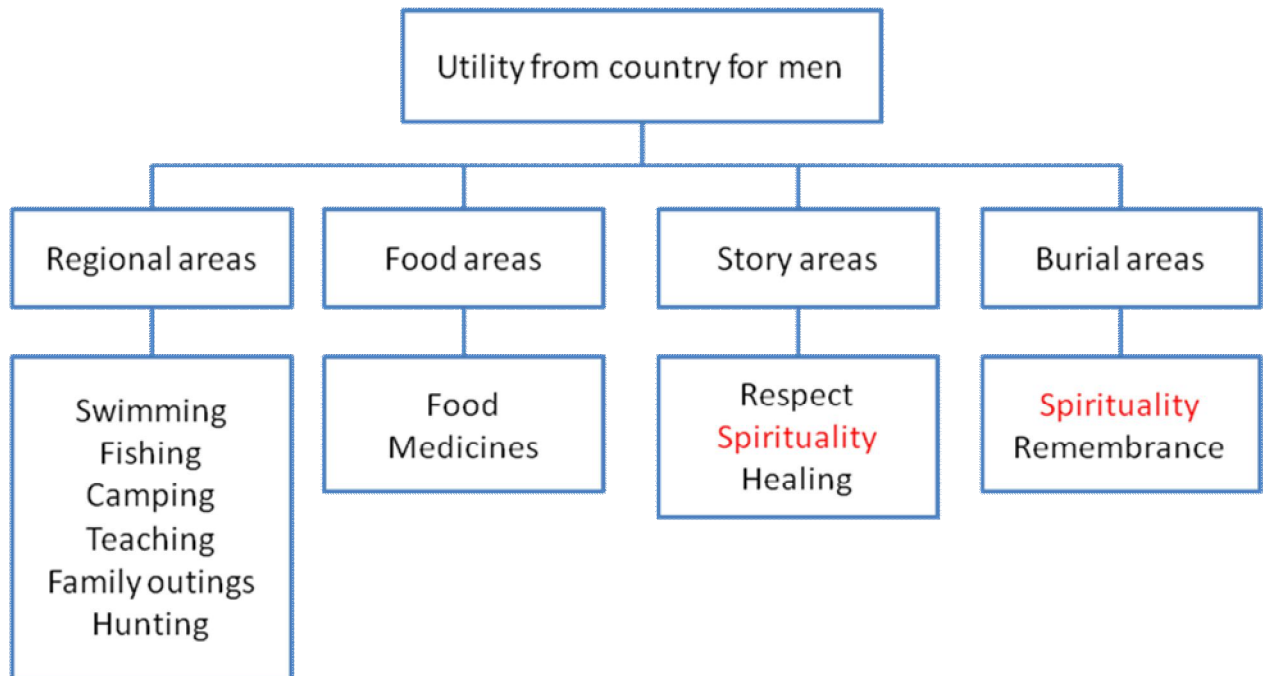 Utility from country for men
Regional areas
Food areas
Story areas
Burial areas
Swimming
Fishing
Camping
Teaching
Family outings
Hunting
Food
Medicines
Respect
Spirituality
Healing
Spirituality
Remembrance